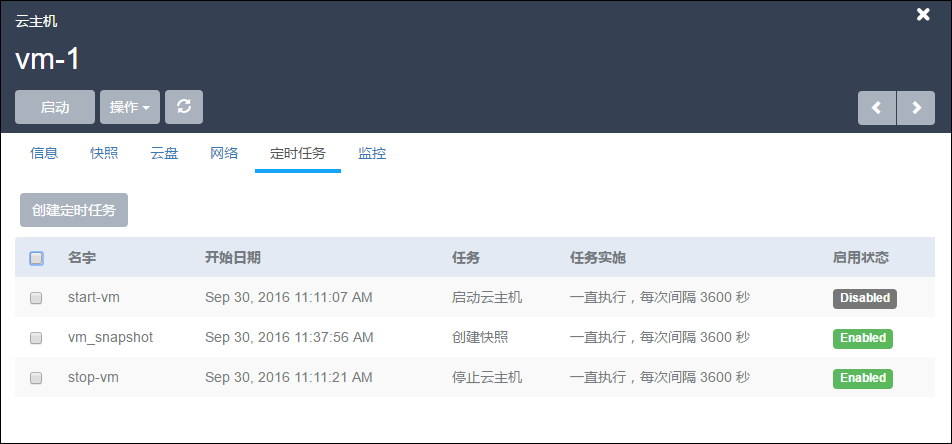 云主机
vm-1
启动 操作
信息 快照 云盘 网络 定时任务 监控
创建定时任务
名字 开始日期 任务 任务实施 启用状态
start-vm Sep 30, 2016 11:11:07 AM 启动云主机 一直执行，每次间隔 3600 秒 Disabled
vm_snapshot Sep 30, 2016 11:37:56 AM 创建快照 一直执行，每次间隔 3600 秒 Enabled
stop-vm Sep 30, 2016 11:11:21 AM 停止云主机 一直执行，每次间隔 3600 秒 Enabled